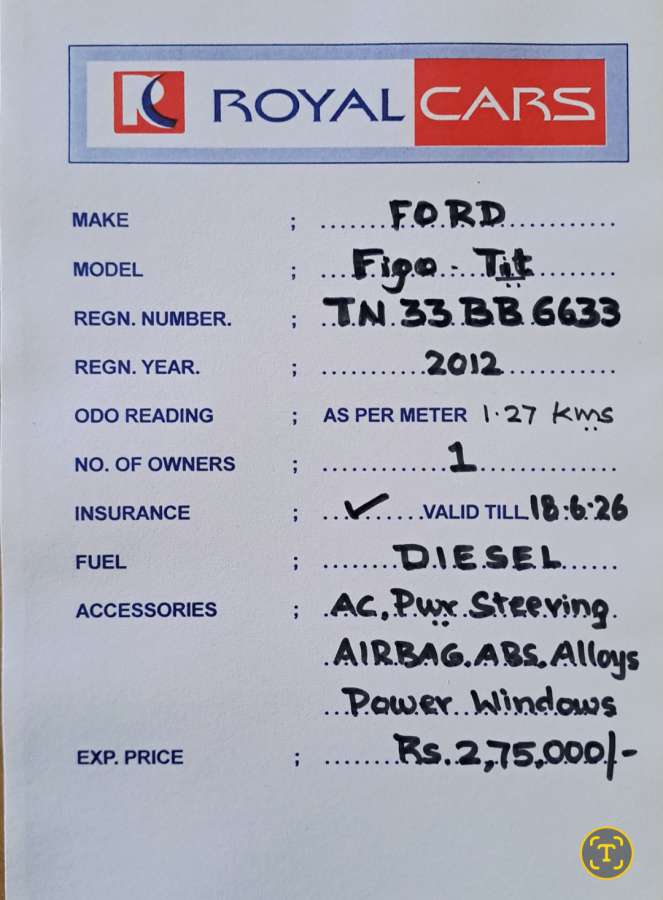 ROYAL CARS
MAKE ; FORD
MODEL ; Figo - Tit
REGN. NUMBER. ; TN 33 BB 6633
REGN. YEAR. ; 2012
ODO READING ; AS PER METER 1.27 kms
NO. OF OWNERS ; 1
INSURANCE ; ✓ VALID TILL 18:6:26
FUEL ; DIESEL
ACCESSORIES ; AC, Pwr Steering
AIRBAG, ABS, Alloys
Power Windows
EXP. PRICE ; Rs. 2,75,000/-